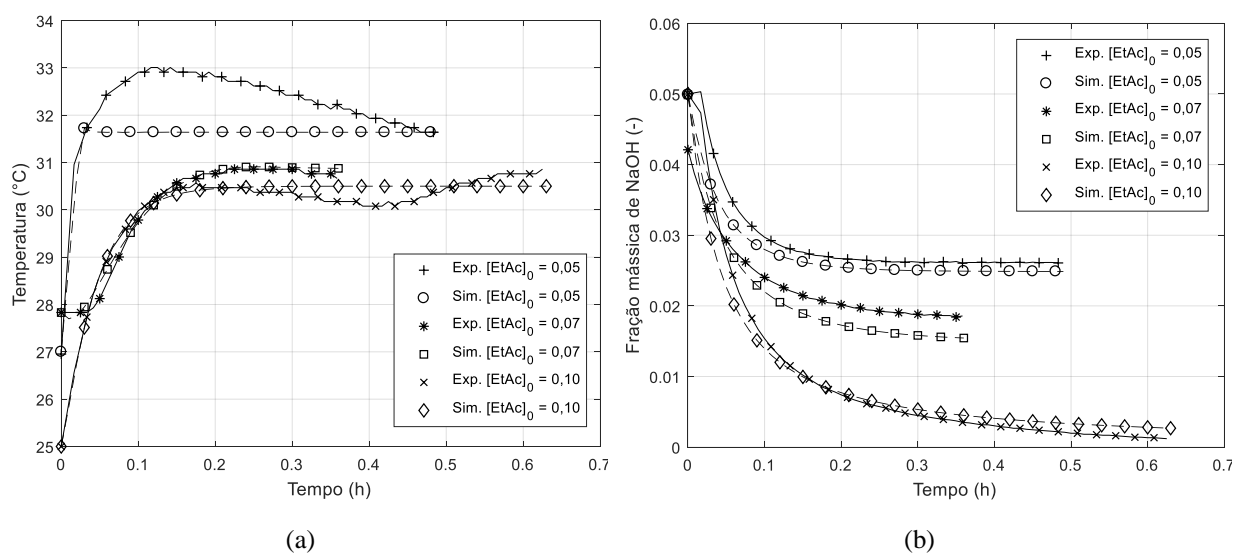 34
33
32
31
30
29
28
27
26
25
0
0.1
0.2
0.3
0.4
0.5
0.6
0.7
Temperatura (°C)
Tempo (h)
Exp. [EtAc]0 = 0,05
Sim. [EtAc]0 = 0,05
Exp. [EtAc]0 = 0,07
Sim. [EtAc]0 = 0,07
Exp. [EtAc]0 = 0,10
Sim. [EtAc]0 = 0,10
(a)
0.06
0.05
0.04
0.03
0.02
0.01
0
0
0.1
0.2
0.3
0.4
0.5
0.6
0.7
Fração másssica de NaOH (-)
Tempo (h)
Exp. [EtAc]0 = 0,05
Sim. [EtAc]0 = 0,05
Exp. [EtAc]0 = 0,07
Sim. [EtAc]0 = 0,07
Exp. [EtAc]0 = 0,10
Sim. [EtAc]0 = 0,10
(b)